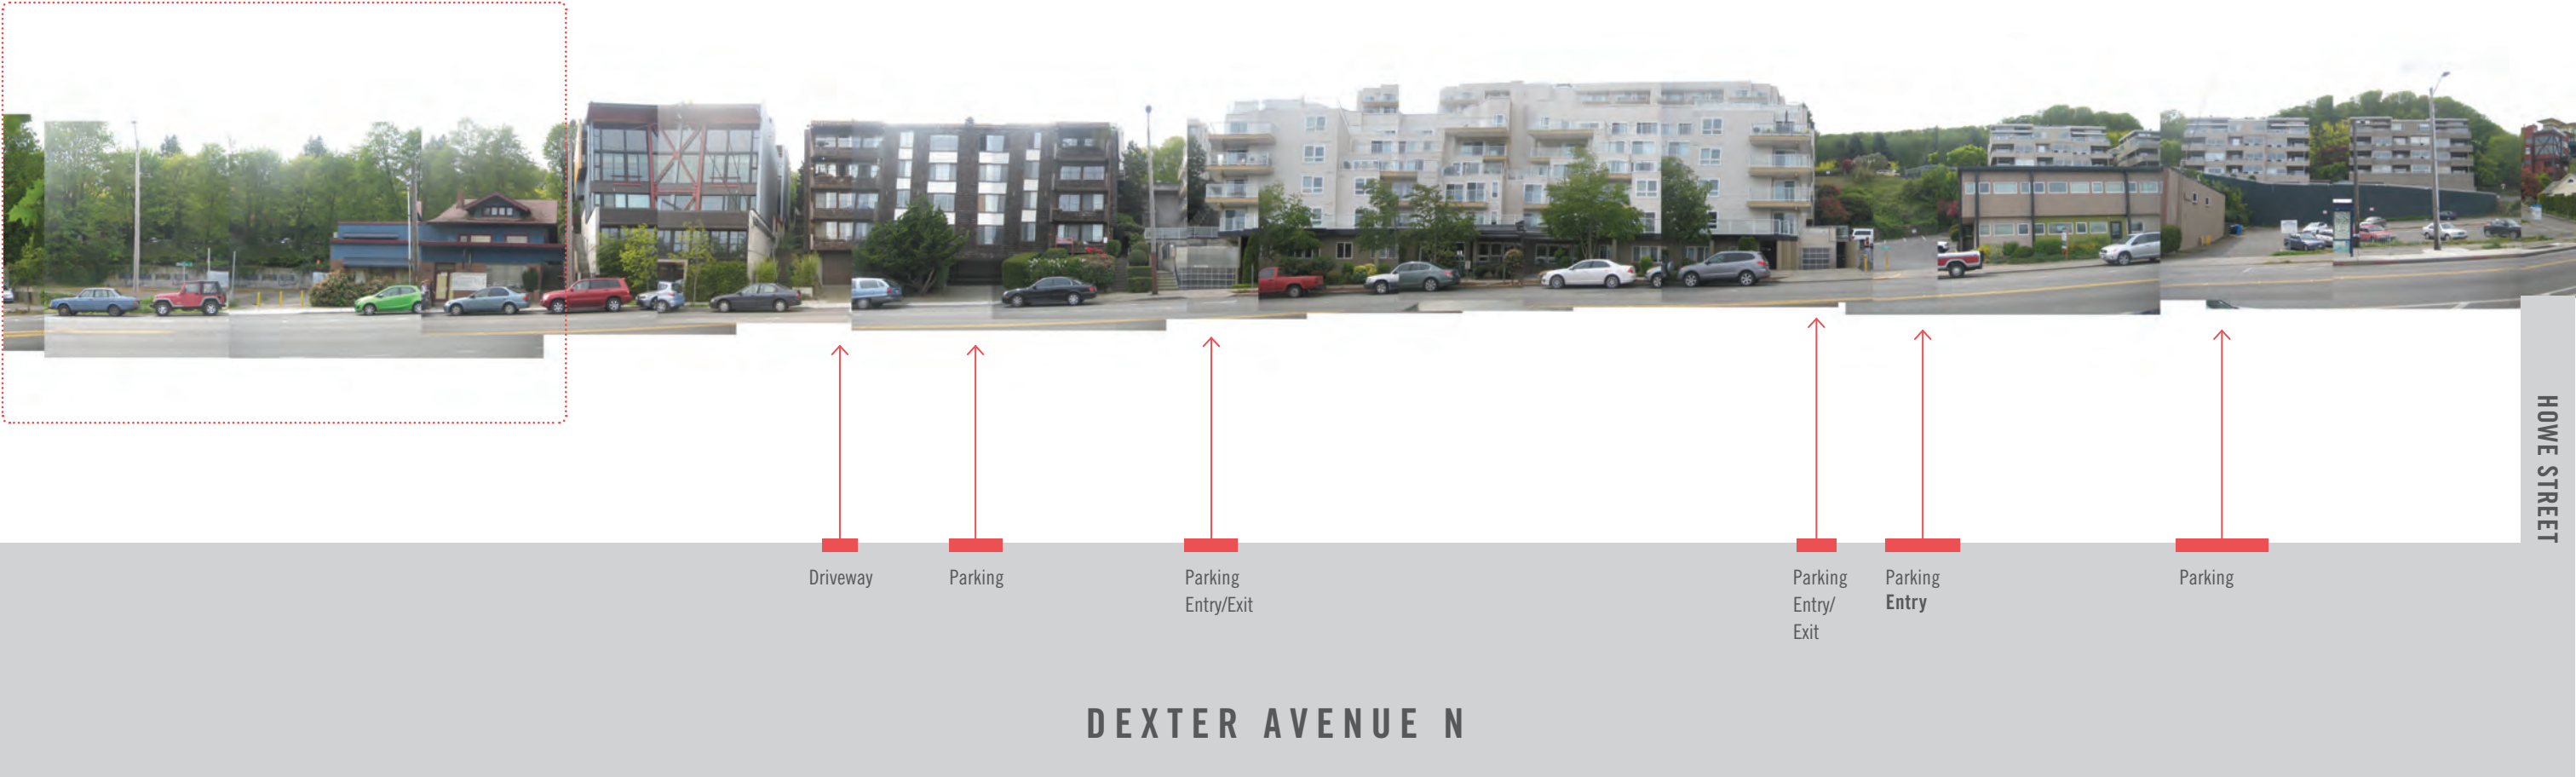 Driveway
Parking
Parking
Entry/Exit
Parking
Entry/
Exit
Parking
Entry
Parking
HOWE STREET
DEXTER AVENUE N